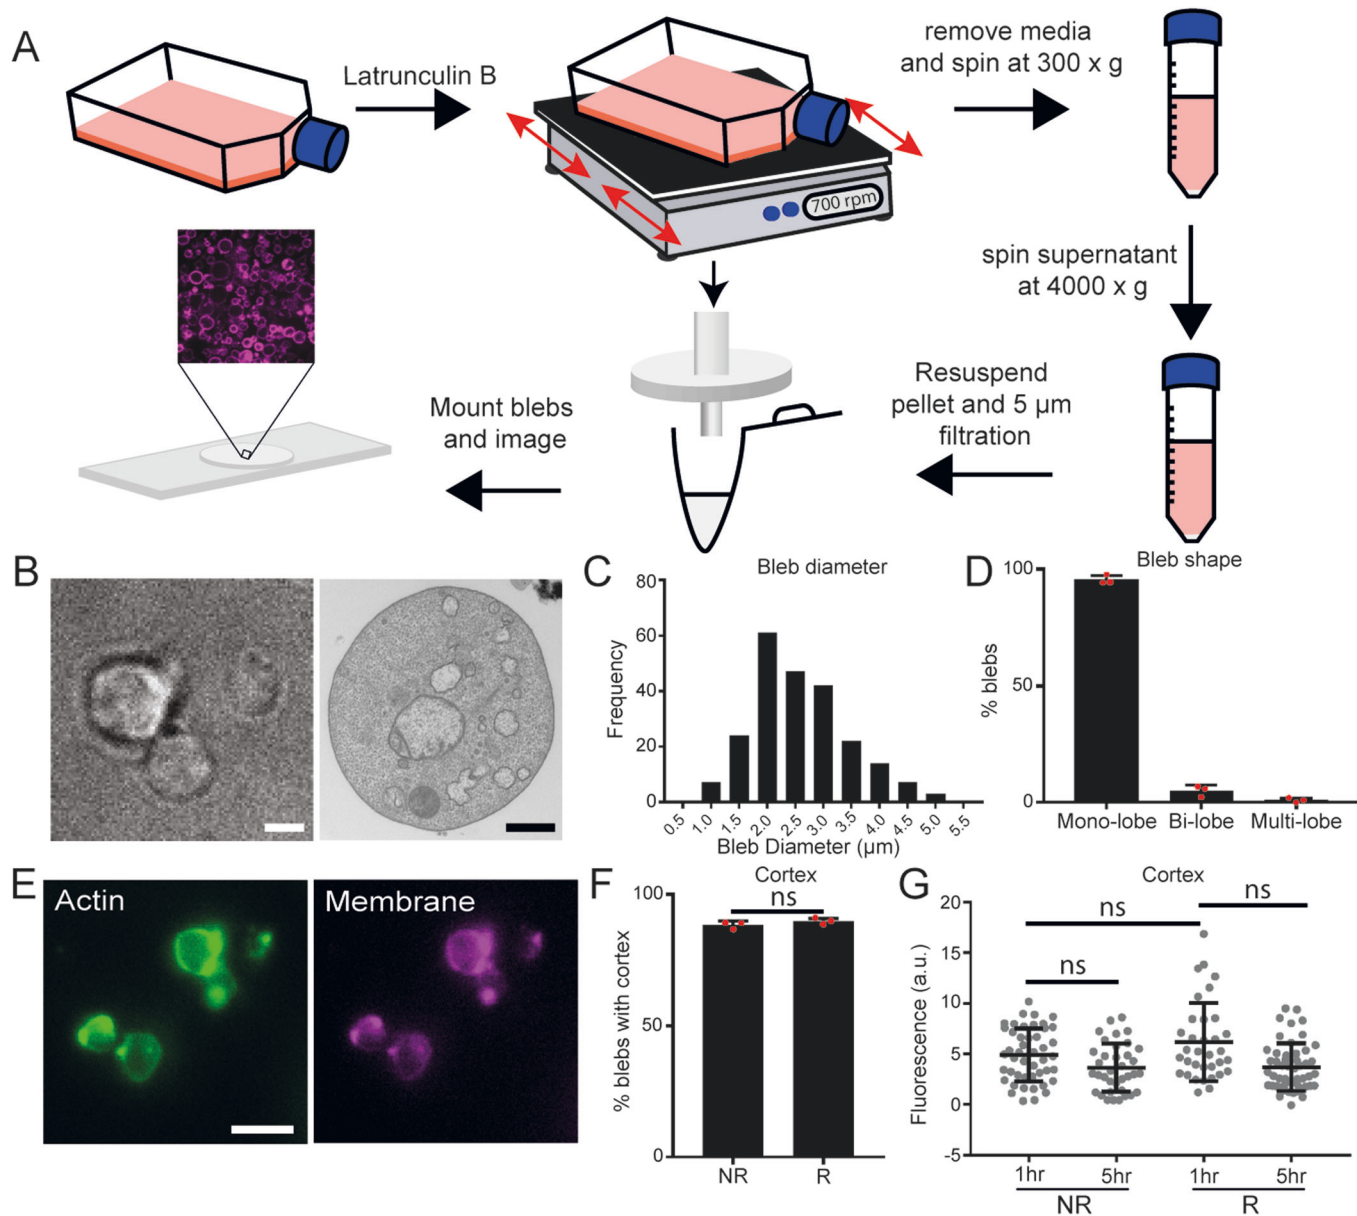 A
Latrunculin B
700 rpm
remove media
and spin at 300 x g
spin supernatant
at 4000 x g
Resuspend
pellet and 5 µm
filtration
Mount blebs
and image
B
C
Bleb diameter
Frequency
80
60
40
20
0
0.5
1.0
1.5
2.0
2.5
3.0
3.5
4.0
4.5
5.0
5.5
Bleb Diameter (µm)
D
Bleb shape
% blebs
100
50
0
Mono-lobe
Bi-lobe
Multi-lobe
E
Actin
Membrane
F
Cortex
ns
% blebs with cortex
100
50
0
NR
R
G
Cortex
ns
ns
ns
Fluorescence (a.u.)
20
15
10
5
0
-5
1hr
5hr
1hr
5hr
NR
R